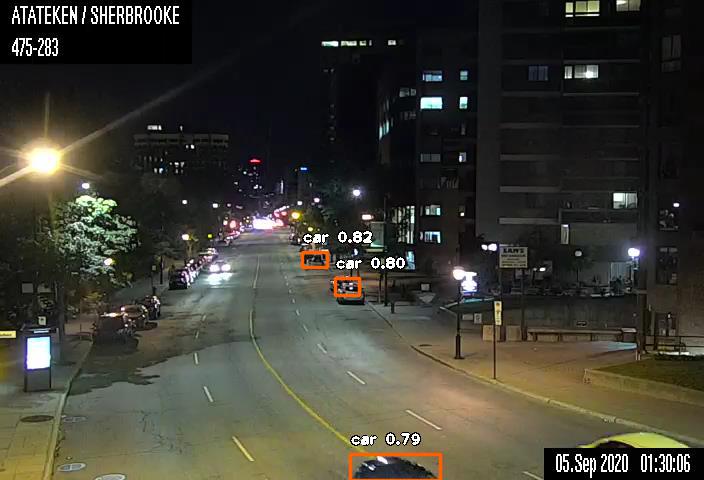 ATATEKEN / SHERBROOKE
475-283
car 0.82
car 0.80
car 0.79
05.Sep 2020 01:30:06